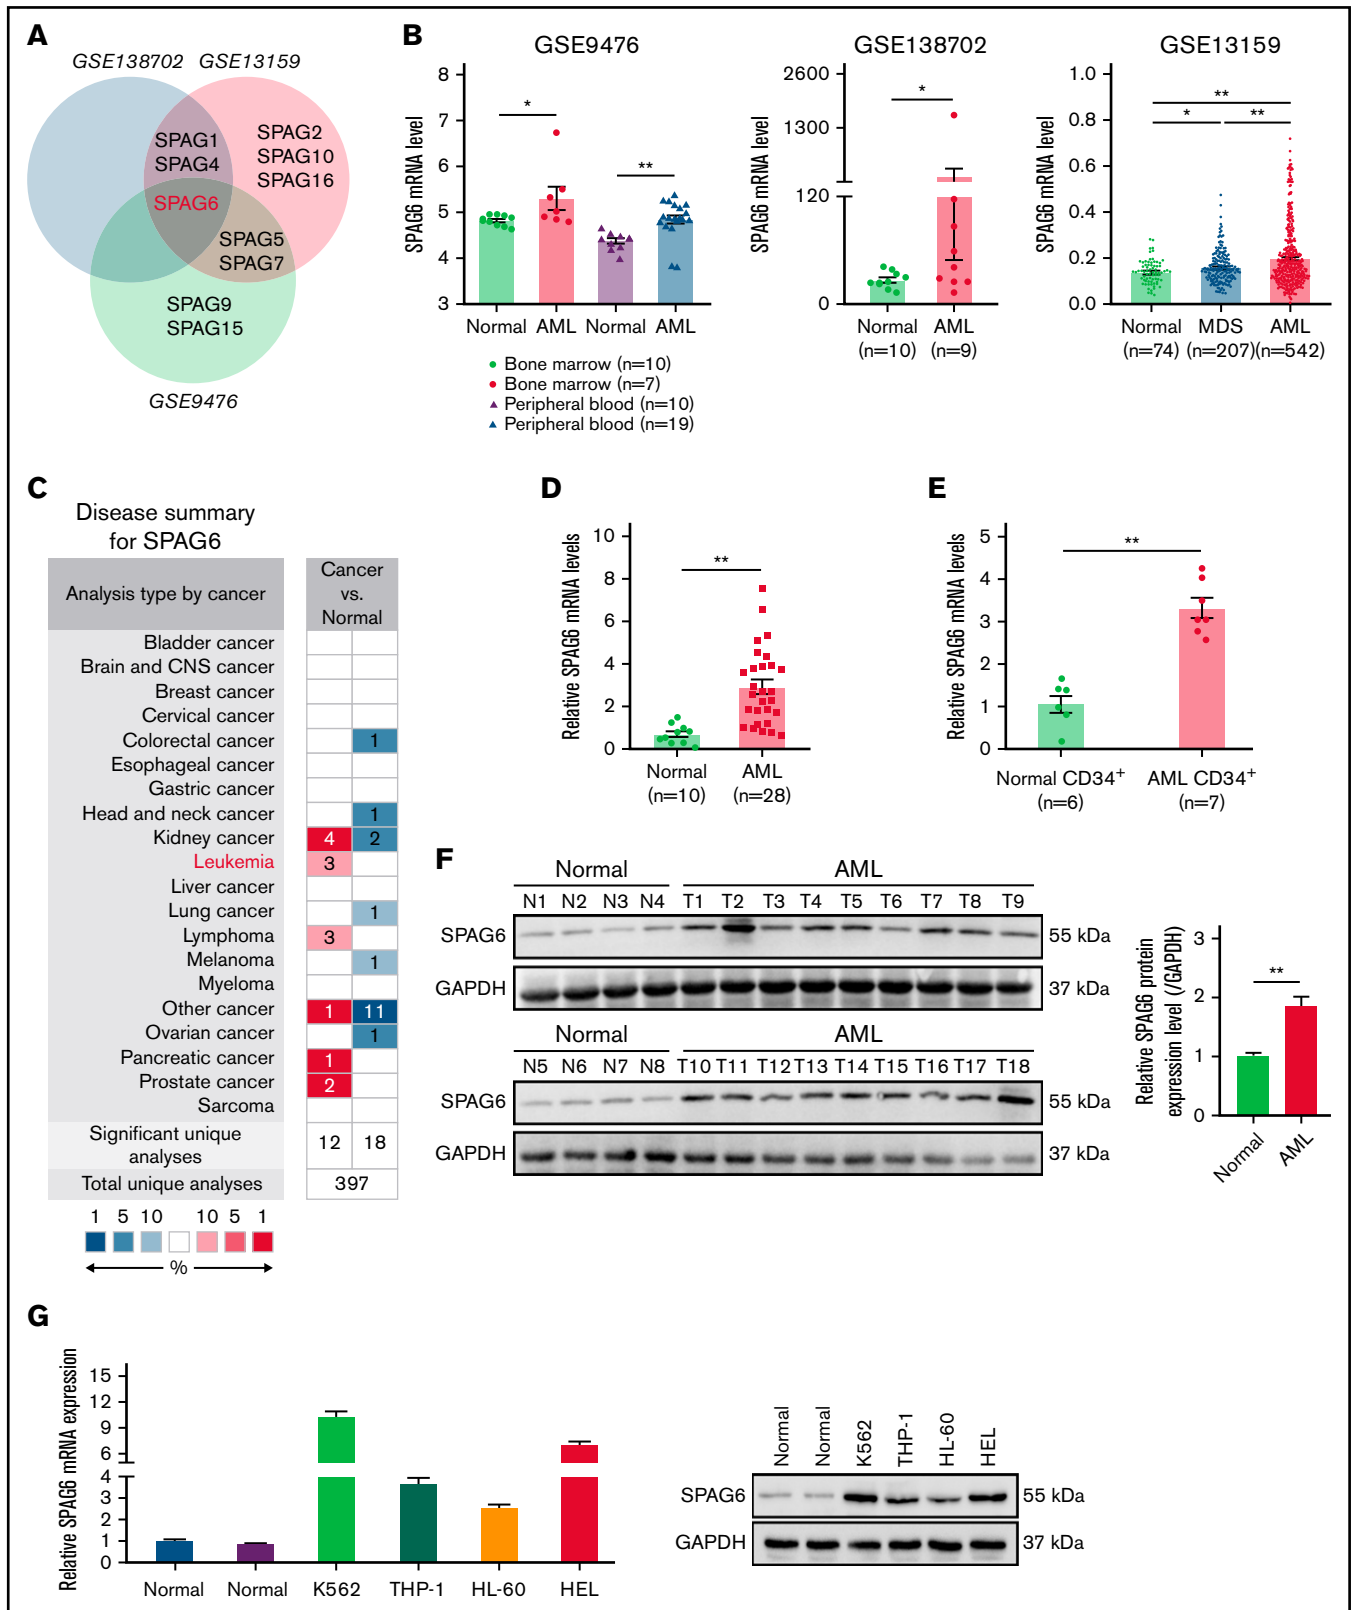 A
GSE138702 GSE13159
SPAG1
SPAG4
SPAG2
SPAG10
SPAG16
SPAG6
SPAG5
SPAG7
SPAG9
SPAG15
GSE9476
B
GSE9476
SPAG6 mRNA level
8
7
6
5
4
3
*
**
Normal AML Normal AML
Bone marrow (n=10)
Bone marrow (n=7)
Peripheral blood (n=10)
Peripheral blood (n=19)
GSE138702
SPAG6 mRNA level
2600
1300
120
0
*
Normal AML
(n=10) (n=9)
GSE13159
SPAG6 mRNA level
1.0
0.8
0.6
0.4
0.2
0.0
**
* **
Normal MDS AML
(n=74) (n=207) (n=542)
C
Disease summary
for SPAG6
Analysis type by cancer
Cancer
vs.
Normal
Bladder cancer
Brain and CNS cancer
Breast cancer
Cervical cancer
Colorectal cancer 1
Esophageal cancer
Gastric cancer
Head and neck cancer 1
Kidney cancer 4 2
Leukemia 3
Liver cancer
Lung cancer 1
Lymphoma 3
Melanoma 1
Myeloma
Other cancer 1 11
Ovarian cancer 1
Pancreatic cancer 1
Prostate cancer 2
Sarcoma
Significant unique
analyses
12 18
Total unique analyses 397
1 5 10 10 5 1
%
D
Relative SPAG6 mRNA levels
10
8
6
4
2
0
**
Normal AML
(n=10) (n=28)
E
Relative SPAG6 mRNA levels
5
4
3
2
1
0
**
Normal CD34+ AML CD34+
(n=6) (n=7)
F
Normal AML
N1 N2 N3 N4 T1 T2 T3 T4 T5 T6 T7 T8 T9
SPAG6 55 kDa
GAPDH 37 kDa
Normal AML
N5 N6 N7 N8 T10 T11 T12 T13 T14 T15 T16 T17 T18
SPAG6 55 kDa
GAPDH 37 kDa
Relative SPAG6 protein
expression level (/GAPDH)
3
2
1
0
**
Normal AML
G
Relative SPAG6 mRNA expression
15
12
9
6
4
3
2
1
0
Normal Normal K562 THP-1 HL-60 HEL
Normal Normal K562 THP-1 HL-60 HEL
SPAG6 55 kDa
GAPDH 37 kDa